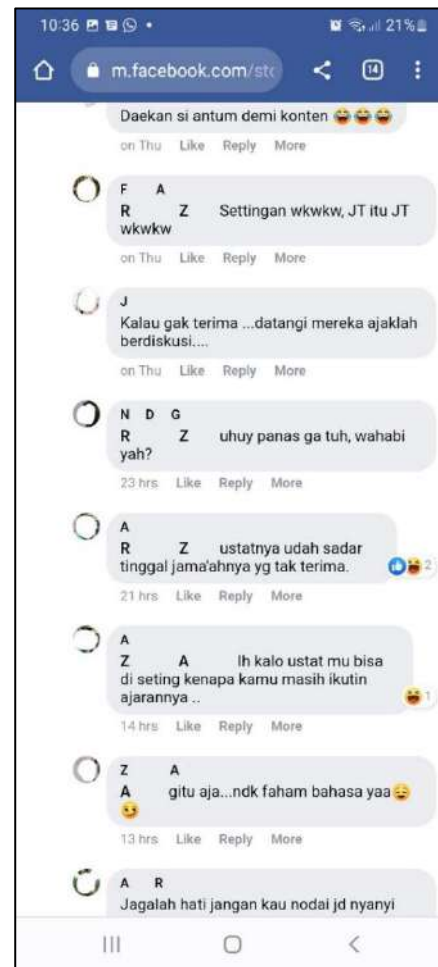 10:36
21%
m.facebook.com/sto
14
Daekan si antum demi konten 😂😂😂
on Thu Like Reply More
F A
R Z Settingan wkwkw, JT itu JT
wkwkw
on Thu Like Reply More
J
Kalau gak terima ...datangi mereka ajaklah
berdiskusi....
on Thu Like Reply More
N D G
R Z uhuy panas ga tuh, wahabi
yah?
23 hrs Like Reply More
A
R Z ustatnya udah sadar
tinggal jama'ahnya yg tak terima.
2
21 hrs Like Reply More
A
Z A Ih kalo ustat mu bisa
di seting kenapa kamu masih ikutin
ajarannya ..
1
14 hrs Like Reply More
Z A
A gitu aja...ndk faham bahasa yaa😌
😏
13 hrs Like Reply More
A R
Jagalah hati jangan kau nodai jd nyanyi